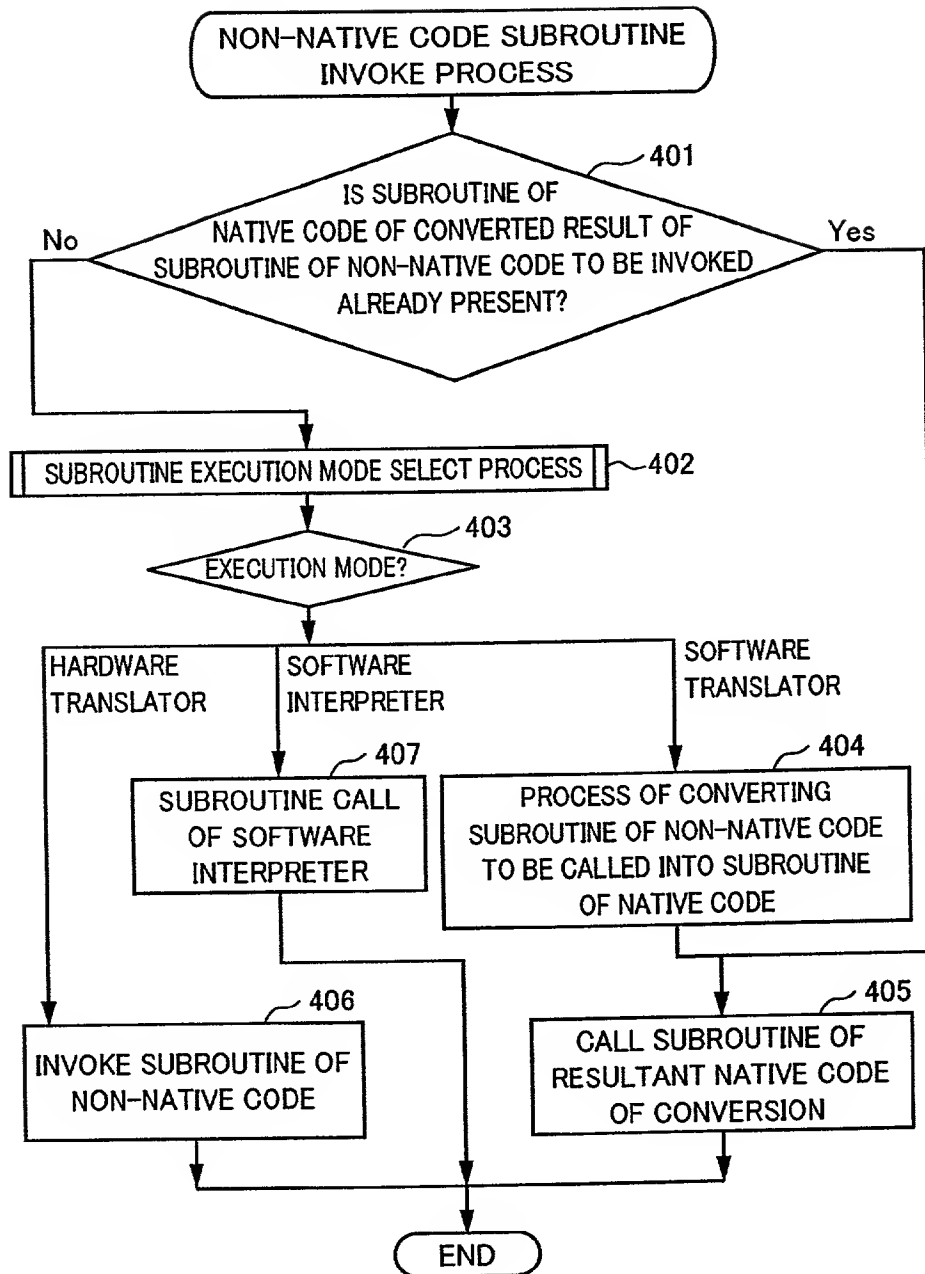 NON-NATIVE CODE SUBROUTINE
INVOKE PROCESS
401
IS SUBROUTINE OF
NATIVE CODE OF CONVERTED RESULT OF
SUBROUTINE OF NON-NATIVE CODE TO BE INVOKED
ALREADY PRESENT?
No
Yes
SUBROUTINE EXECUTION MODE SELECT PROCESS
402
403
EXECUTION MODE?
HARDWARE
TRANSLATOR
SOFTWARE
INTERPRETER
SOFTWARE
TRANSLATOR
407
SUBROUTINE CALL
OF SOFTWARE
INTERPRETER
404
PROCESS OF CONVERTING
SUBROUTINE OF NON-NATIVE CODE
TO BE CALLED INTO SUBROUTINE
OF NATIVE CODE
406
INVOKE SUBROUTINE OF
NON-NATIVE CODE
405
CALL SUBROUTINE OF
RESULTANT NATIVE CODE
OF CONVERSION
END